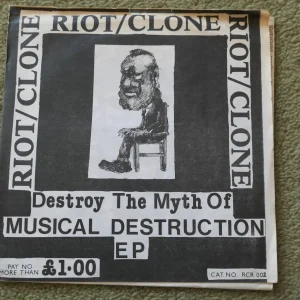 RIOT/CLONE
RIOT/CLONE
RIOT/CLONE
Destroy The Myth Of
MUSICAL DESTRUCTION
EP
PAY NO
MORE THAN £1·00
CAT NO. RCR 002